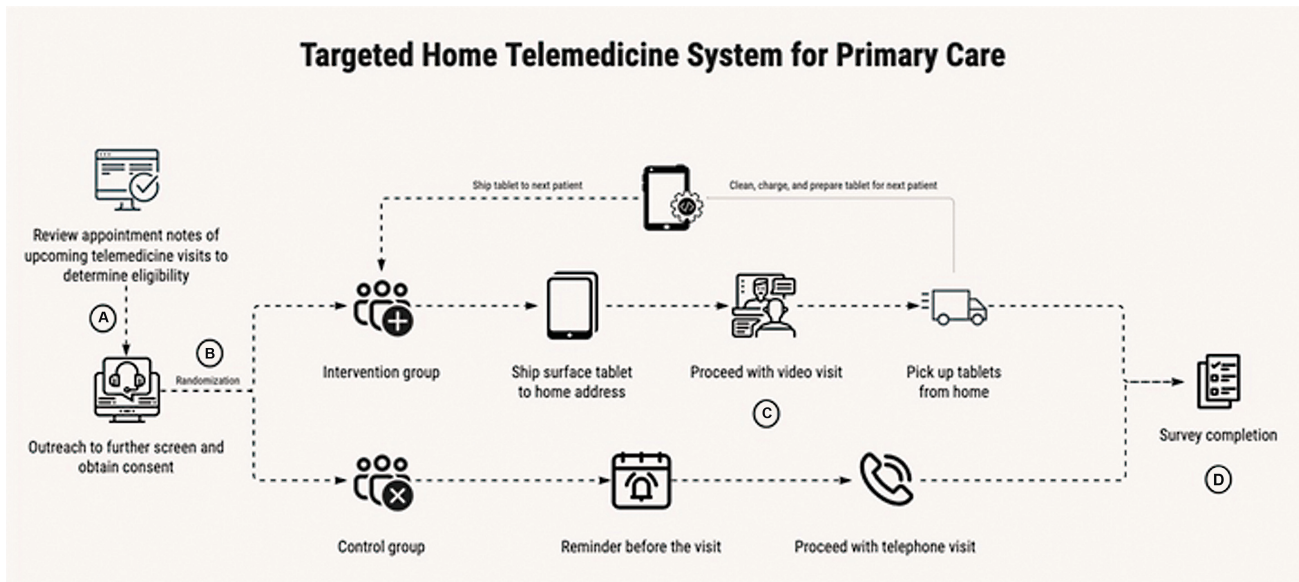 Targeted Home Telemedicine System for Primary Care
Ship tablet to next patient
Clean, charge, and prepare tablet for next patient
Review appointment notes of
upcoming telemedicine visits to
determine eligibility
A
B
Randomization
Outreach to further screen and
obtain consent
Intervention group
Ship surface tablet
to home address
Proceed with video visit
C
Pick up tablets
from home
Survey completion
D
Control group
Reminder before the visit
Proceed with telephone visit